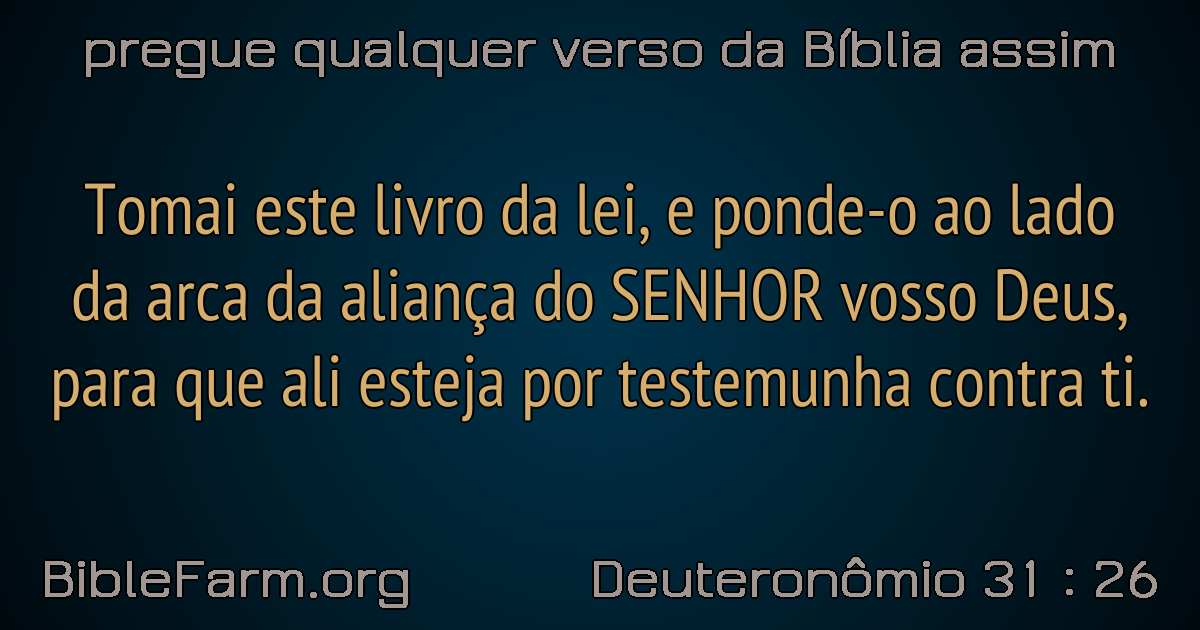 pregue qualquer verso da Bíblia assim
Tomai este livro da lei, e ponde-o ao lado
da arca da aliança do SENHOR vosso Deus,
para que ali esteja por testemunha contra ti.
BibleFarm.org
Deuteronômio 31 : 26